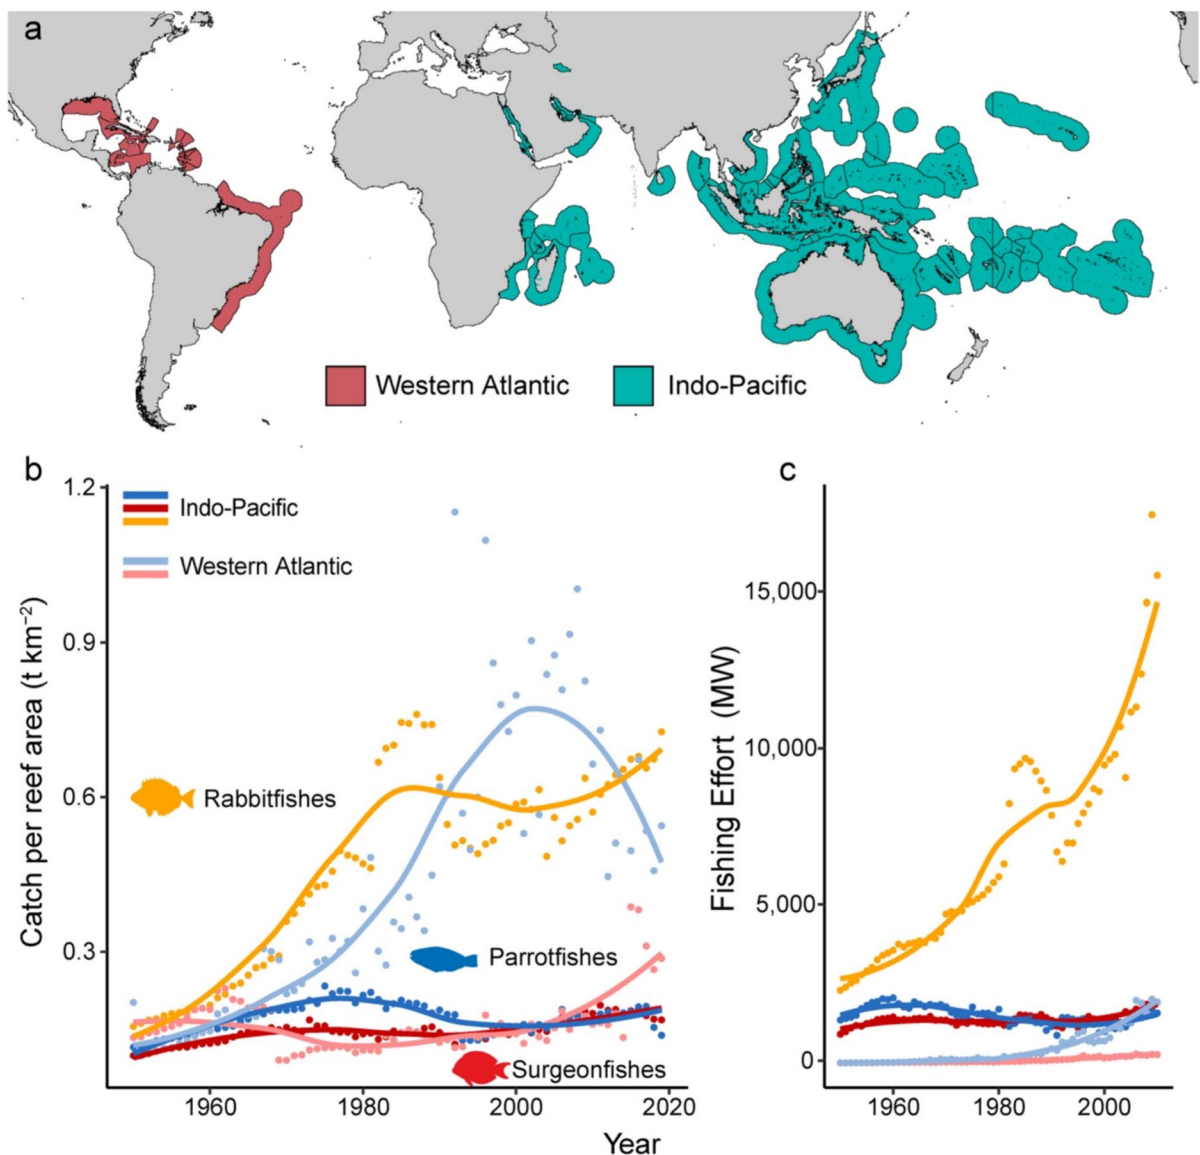 a
Western Atlantic
Indo-Pacific
b
1.2
0.9
0.6
0.3
Catch per reef area (t km⁻²)
Indo-Pacific
Western Atlantic
Rabbitfishes
Parrotfishes
Surgeonfishes
1960
1980
2000
2020
c
15,000
10,000
5,000
0
Fishing Effort (MW)
1960
1980
2000
Year